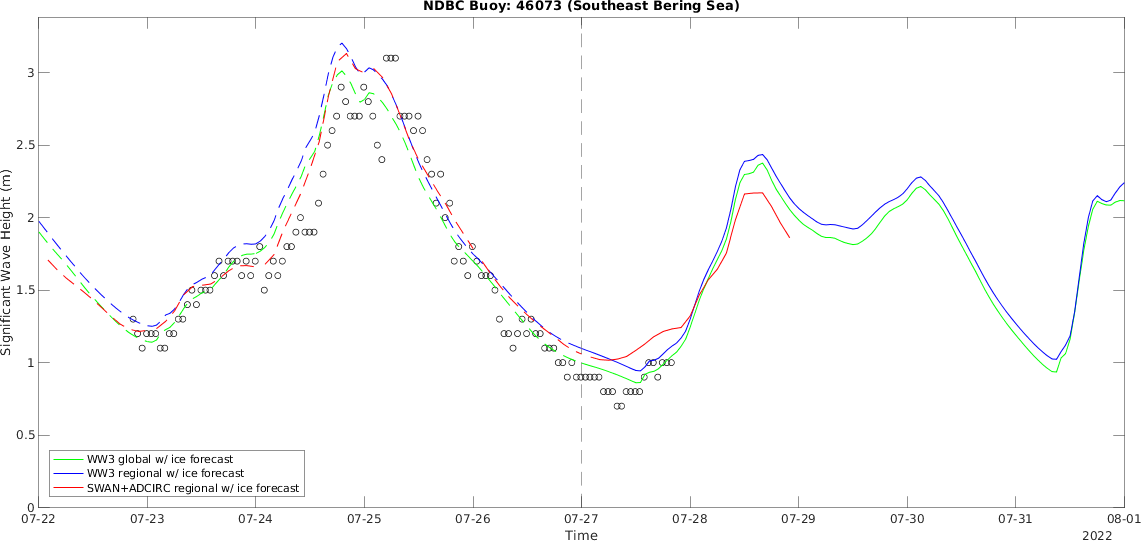 NDBC Buoy: 46073 (Southeast Bering Sea)
Significant Wave Height (m)
3
2.5
2
1.5
1
0.5
0
WW3 global w/ ice forecast
WW3 regional w/ ice forecast
SWAN+ADCIRC regional w/ ice forecast
07-22 07-23 07-24 07-25 07-26 07-27 07-28 07-29 07-30 07-31 08-01
Time
2022